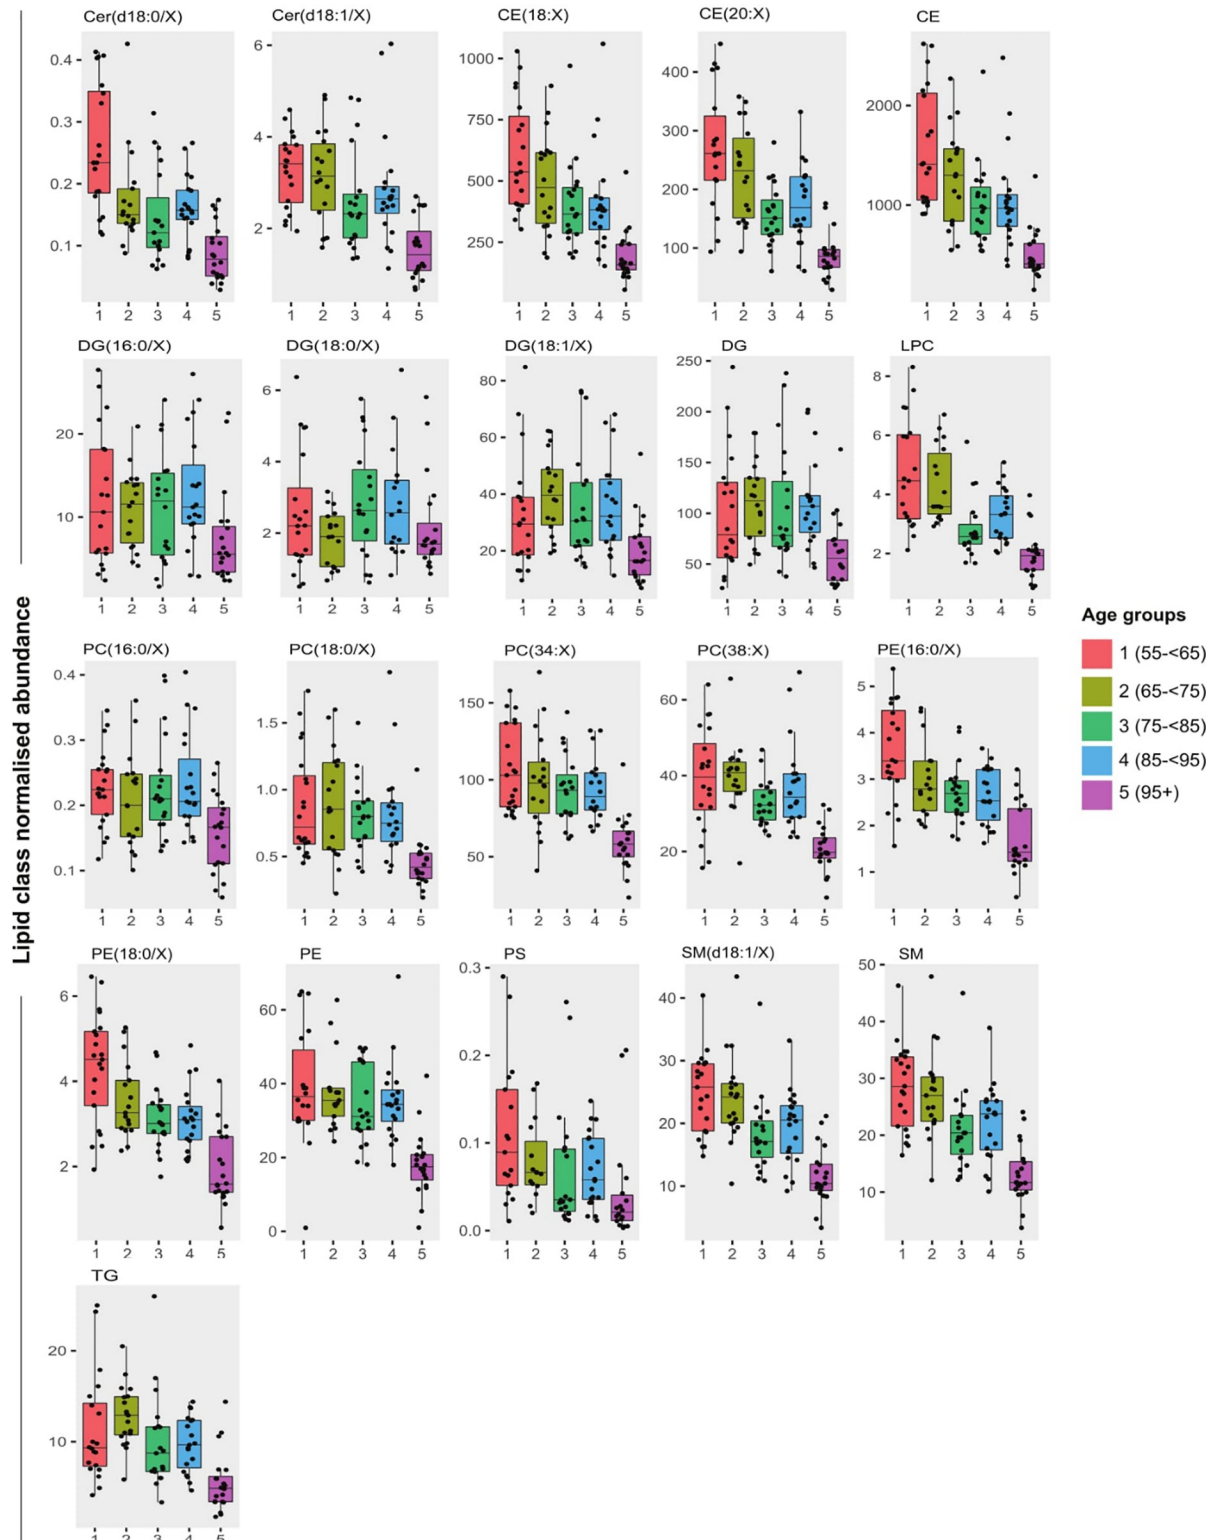 Cer(d18:0/X) Cer(d18:1/X) CE(18:X) CE(20:X) CE
0.4 0.3 0.2 0.1
6 4 2
1000 750 500 250
400 300 200 100
2000 1000
1 2 3 4 5 1 2 3 4 5 1 2 3 4 5 1 2 3 4 5 1 2 3 4 5
DG(16:0/X) DG(18:0/X) DG(18:1/X) DG LPC
20 10
6 4 2
80 60 40 20
250 200 150 100 50
8 6 4 2
1 2 3 4 5 1 2 3 4 5 1 2 3 4 5 1 2 3 4 5 1 2 3 4 5
Lipid class normalised abundance
Age groups
1 (55-<65)
2 (65-<75)
3 (75-<85)
4 (85-<95)
5 (95+)
PC(16:0/X) PC(18:0/X) PC(34:X) PC(38:X) PE(16:0/X)
0.4 0.3 0.2 0.1
1.5 1.0 0.5
150 100 50
60 40 20
5 4 3 2 1
1 2 3 4 5 1 2 3 4 5 1 2 3 4 5 1 2 3 4 5 1 2 3 4 5
PE(18:0/X) PE PS SM(d18:1/X) SM
6 4 2
60 40 20 0
0.3 0.2 0.1 0.0
40 30 20 10
50 40 30 20 10
1 2 3 4 5 1 2 3 4 5 1 2 3 4 5 1 2 3 4 5 1 2 3 4 5
TG
20 10
1 2 3 4 5